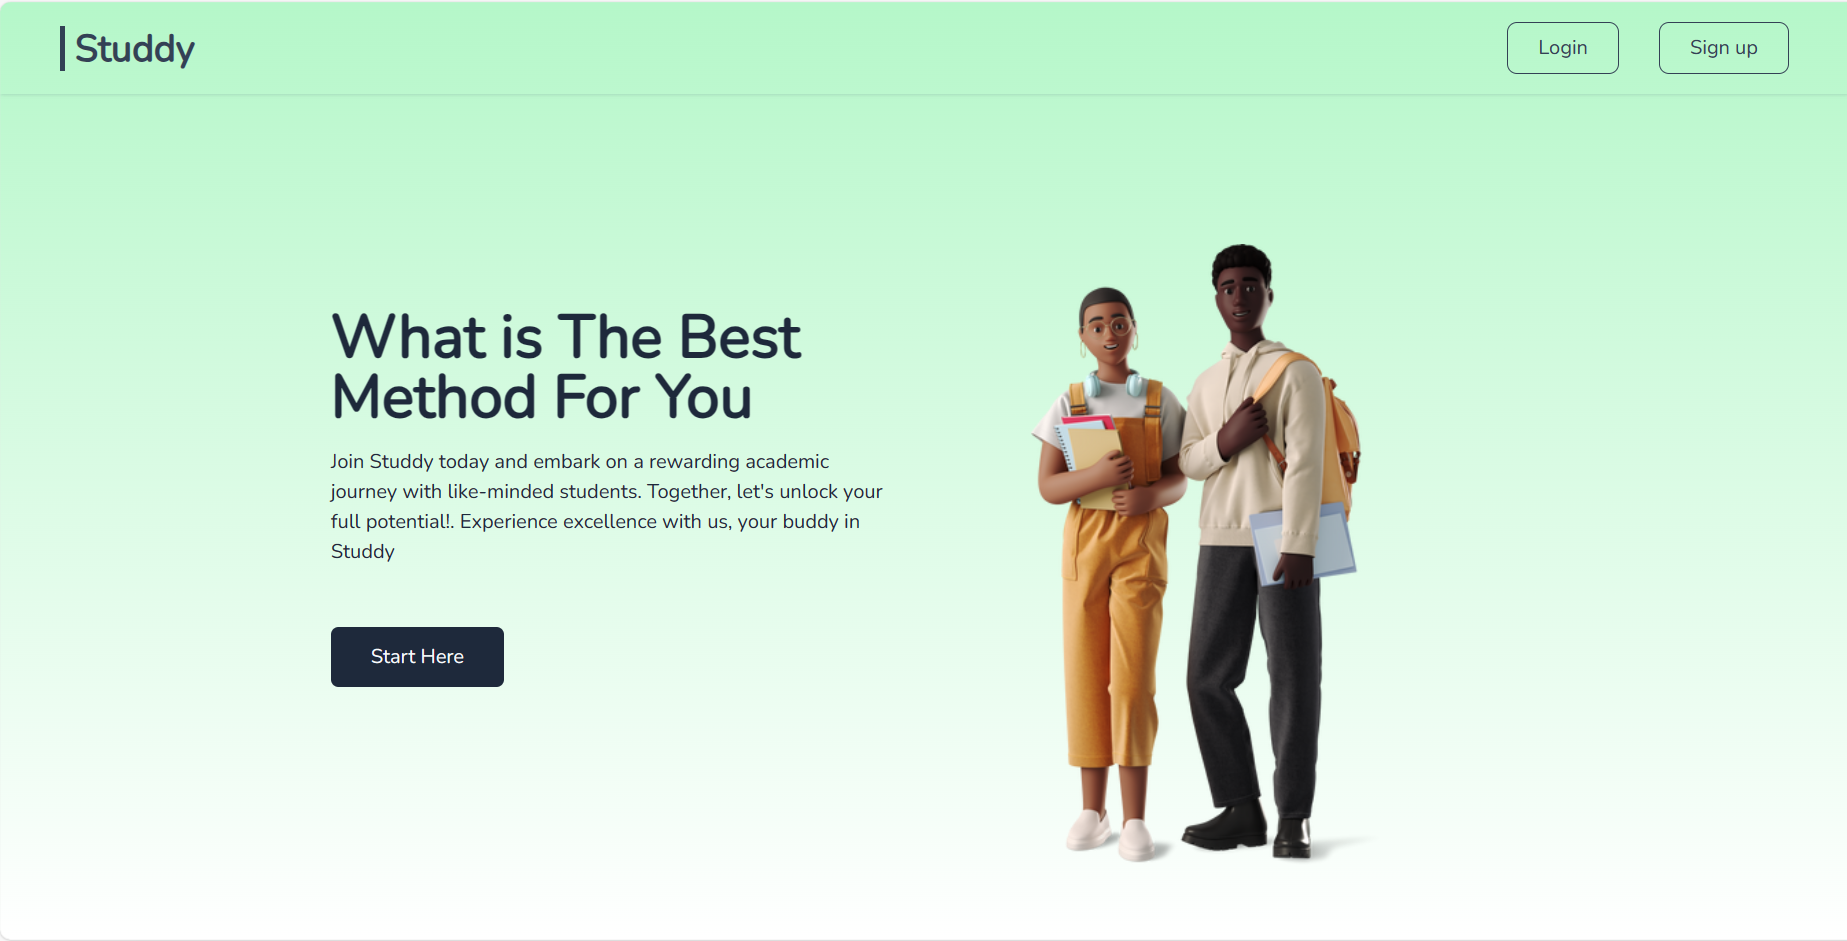 Studdy
Login
Sign up
What is The Best
Method For You
Join Studdy today and embark on a rewarding academic
journey with like-minded students. Together, let's unlock your
full potential!. Experience excellence with us, your buddy in
Studdy
Start Here